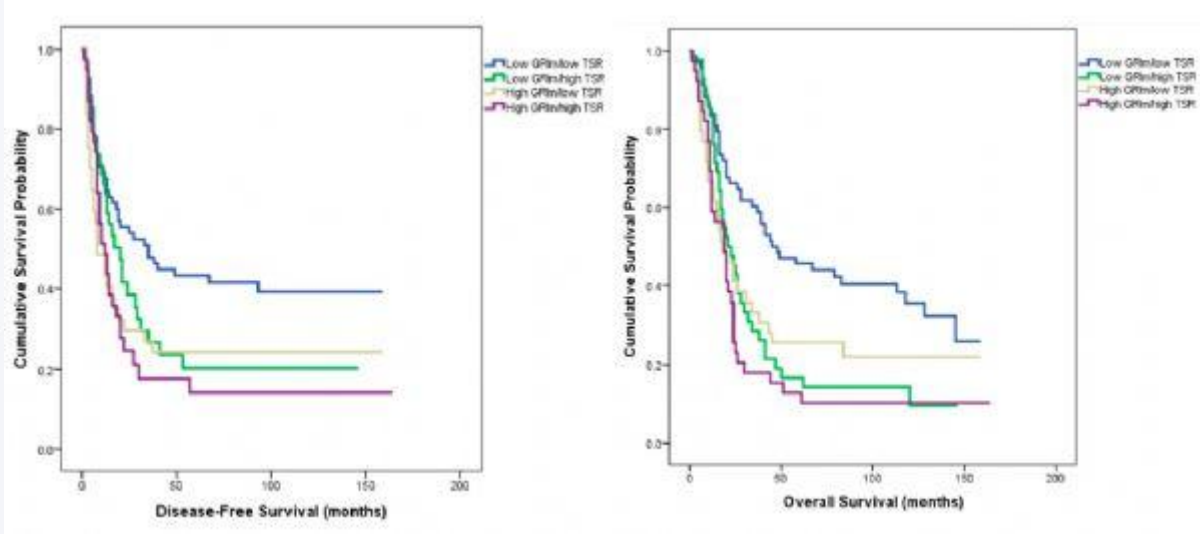 1.0
0.8
0.6
0.4
0.2
0.0
0 50 100 150 200
Cumulative Survival Probability
Disease-Free Survival (months)
Low GRIm/low TSR
Low GRIm/high TSR
High GRIm/low TSR
High GRIm/high TSR
1.0
0.8
0.6
0.4
0.2
0.0
0 50 100 150 200
Cumulative Survival Probability
Overall Survival (months)
Low GRIm/low TSR
Low GRIm/high TSR
High GRIm/low TSR
High GRIm/high TSR